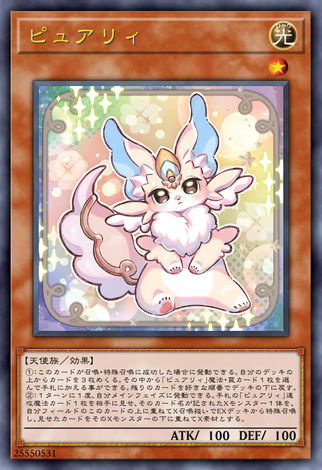 ピュアリィ
光
【天使族／効果】
①：このカードが召喚・特殊召喚に成功した場合に発動できる。自分のデッキの
上からカードを３枚めくる。その中から「ピュアリィ」魔法・罠カード１枚を選
んで手札に加える事ができる。残りのカードを好きな順番でデッキの下に戻す。
②：１ターンに１度、自分メインフェイズに発動できる。手札の「ピュアリィ」速
攻魔法カード１枚を相手に見せ、そのカード名が記されたXモンスター１体を、
自分フィールドのこのカードの上に重ねてX召喚扱いでEXデッキから特殊召喚
し、見せたカードをそのXモンスターの下に重ねてX素材とする。
ATK/ 100 DEF/ 100
25550531